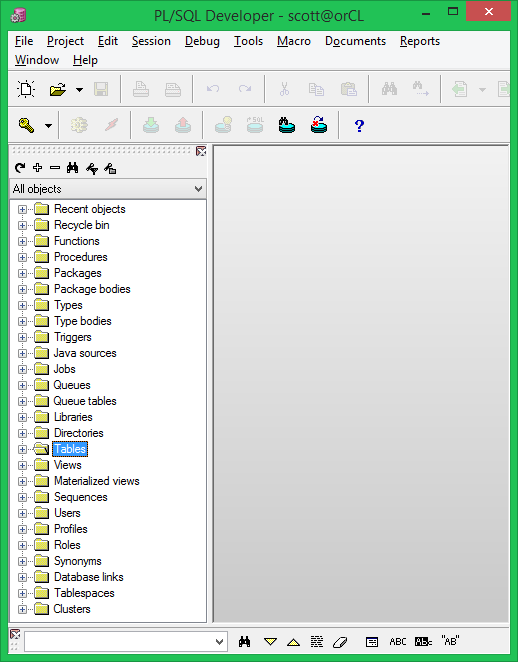 PL/SQL Developer - scott@orCL
File Project Edit Session Debug Tools Macro Documents Reports
Window Help
SQL
?
All objects
Recent objects
Recycle bin
Functions
Procedures
Packages
Package bodies
Types
Type bodies
Triggers
Java sources
Jobs
Queues
Queue tables
Libraries
Directories
Tables
Views
Materialized views
Sequences
Users
Profiles
Roles
Synonyms
Database links
Tablespaces
Clusters
ABC "AB"